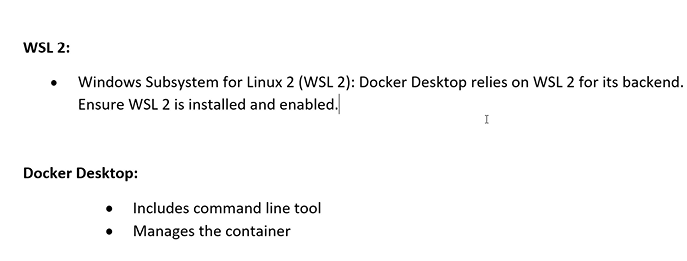 WSL 2:
• Windows Subsystem for Linux 2 (WSL 2): Docker Desktop relies on WSL 2 for its backend.
Ensure WSL 2 is installed and enabled.
Docker Desktop:
• Includes command line tool
• Manages the container